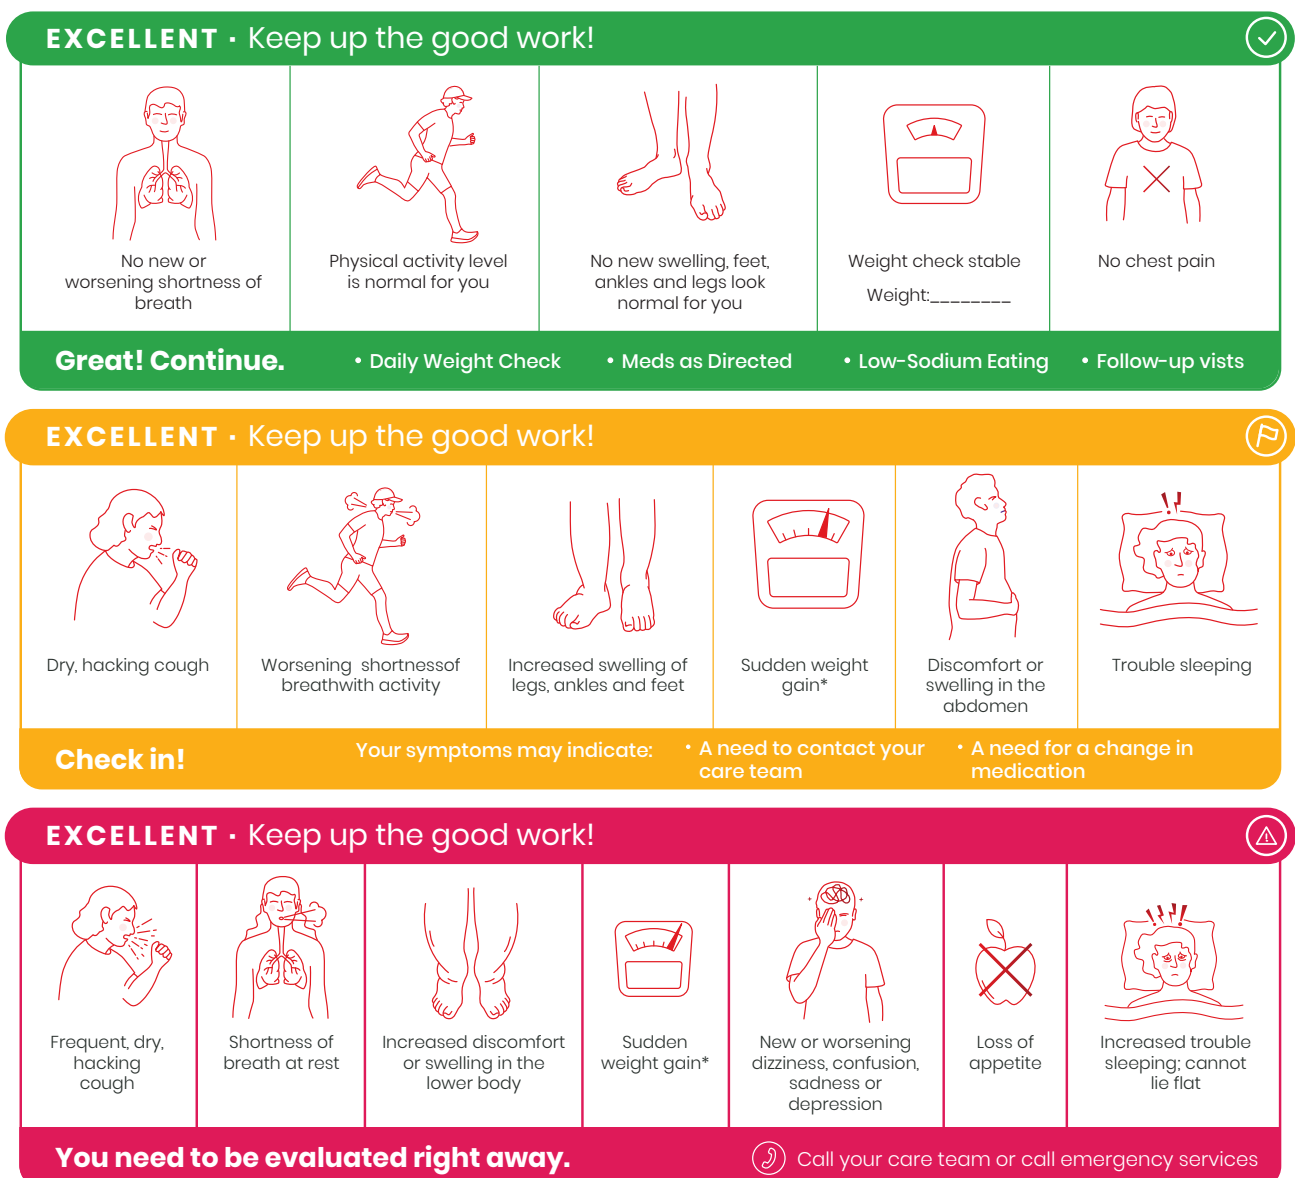 EXCELLENT · Keep up the good work!
No new or
worsening shortness of
breath
Physical activity level
is normal for you
No new swelling, feet,
ankles and legs look
normal for you
Weight check stable
Weight:________
No chest pain
Great! Continue.
• Daily Weight Check
• Meds as Directed
• Low-Sodium Eating
• Follow-up vists
EXCELLENT · Keep up the good work!
Dry, hacking cough
Worsening  shortnessof
breathwith activity
Increased swelling of
legs, ankles and feet
Sudden weight
gain*
Discomfort or
swelling in the
abdomen
Trouble sleeping
Check in!
Your symptoms may indicate:
• A need to contact your
care team
• A need for a change in
medication
EXCELLENT · Keep up the good work!
Frequent, dry,
hacking
cough
Shortness of
breath at rest
Increased discomfort
or swelling in the
lower body
Sudden
weight gain*
New or worsening
dizziness, confusion,
sadness or
depression
Loss of
appetite
Increased trouble
sleeping; cannot
lie flat
You need to be evaluated right away.
Call your care team or call emergency services